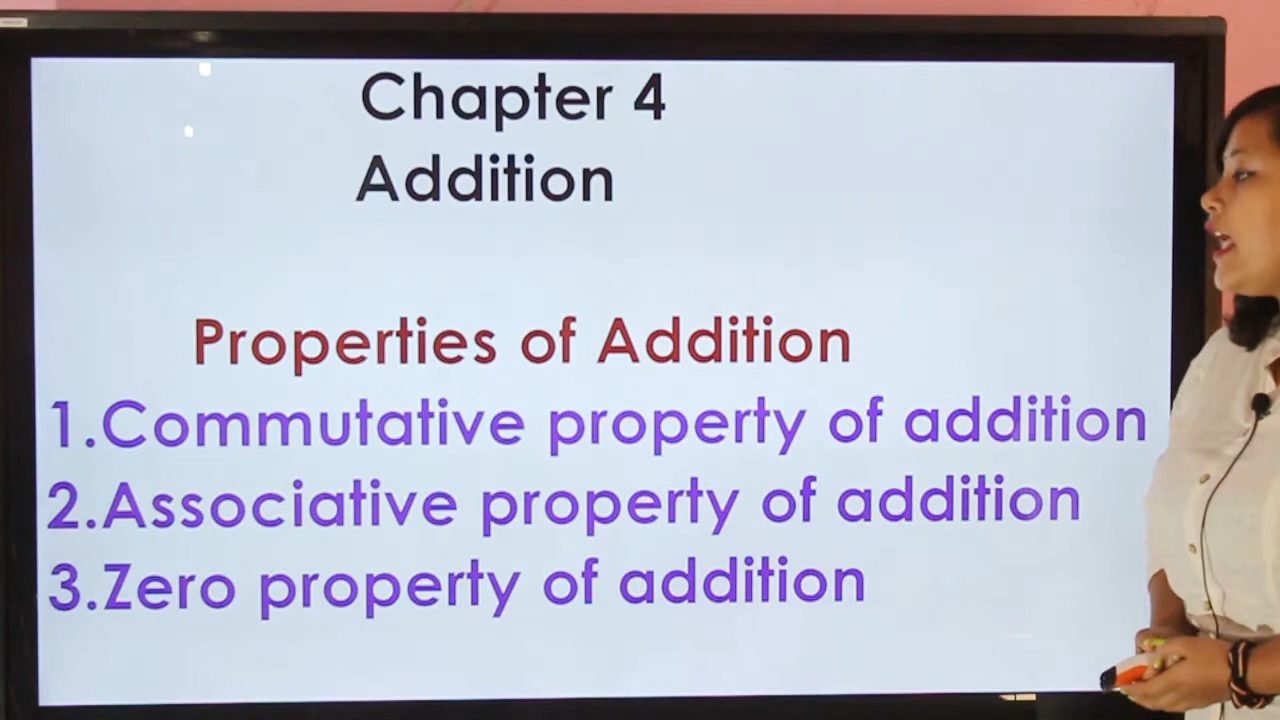 Chapter 4
Addition
Properties of Addition
1.Commutative property of addition
2.Associative property of addition
3.Zero property of addition